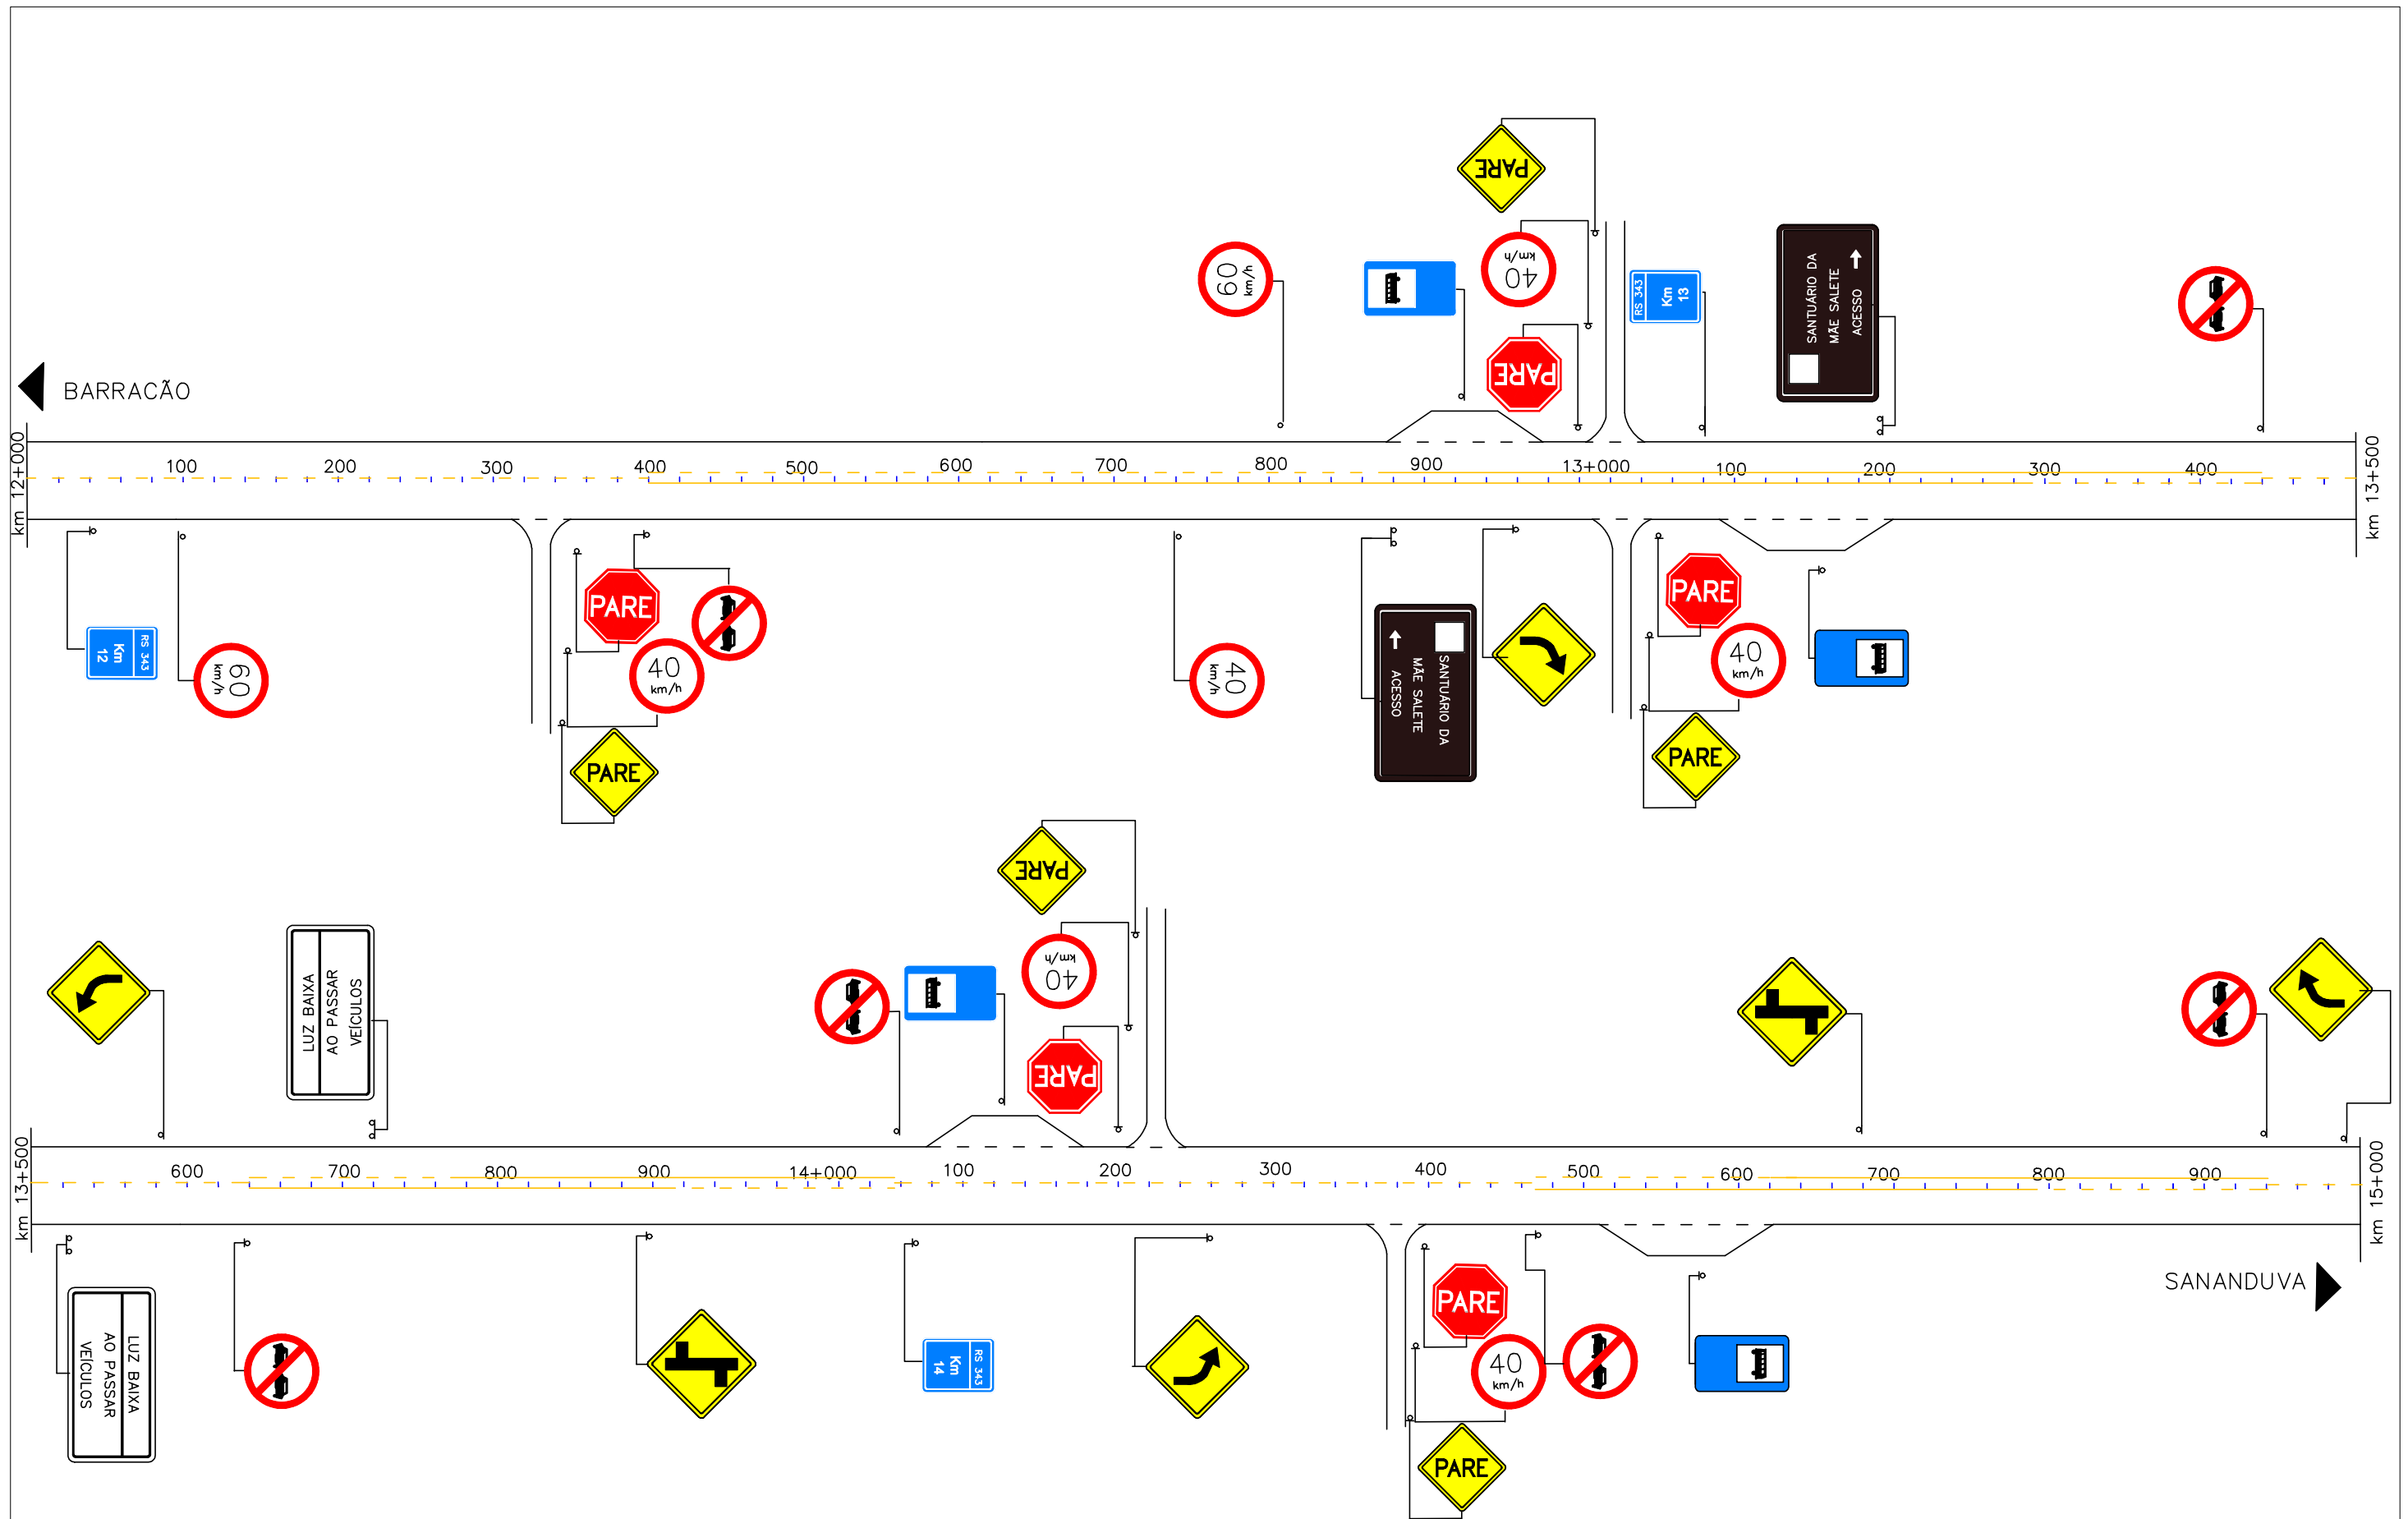 PARE
40
km/h
60
km/h
PARE
RS 343
Km
13
SANTUÁRIO DA
MÃE SALETE
ACESSO
BARRACÃO
km 12+000
100
200
300
400
500
600
700
800
900
13+000
100
200
300
400
km 13+500
RS 343
Km
12
60
km/h
PARE
40
km/h
PARE
40
km/h
SANTUÁRIO DA
MÃE SALETE
ACESSO
PARE
40
km/h
PARE
PARE
40
km/h
PARE
LUZ BAIXA
AO PASSAR
VEÍCULOS
km 13+500
600
700
800
900
14+000
100
200
300
400
500
600
700
800
900
km 15+000
LUZ BAIXA
AO PASSAR
VEÍCULOS
RS 343
Km
14
PARE
40
km/h
PARE
SANANDUVA